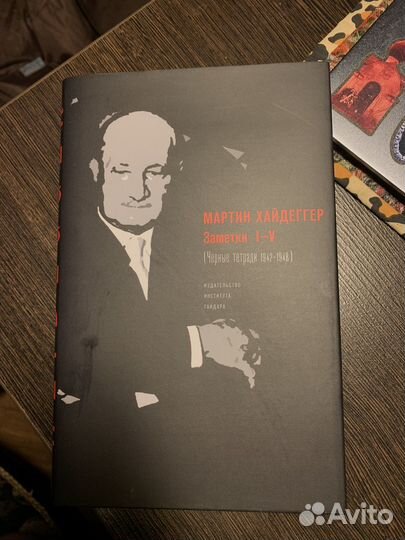 МАРТИН ХАЙДЕГГЕР
Заметки I–V
(Черные тетради 1942–1948)
ИЗДАТЕЛЬСТВО
ИНСТИТУТА
ГАЙДАРА
Avito